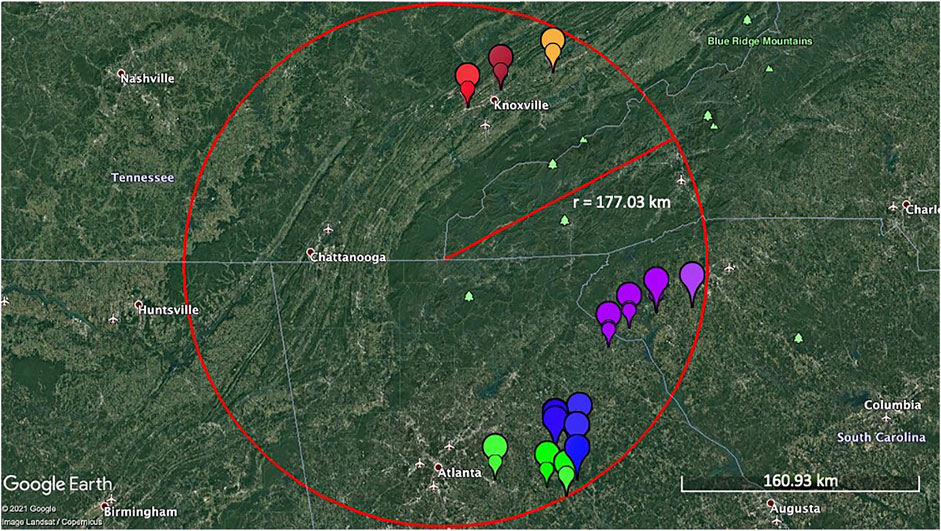 Blue Ridge Mountains
Nashville
Knoxville
Tennessee
r = 177.03 km
Charl
Chattanooga
Huntsville
Columbia
South Carolina
Atlanta
Google Earth
160.93 km
© 2021 Google
Image Landsat / Copernicus
Birmingham
Augusta